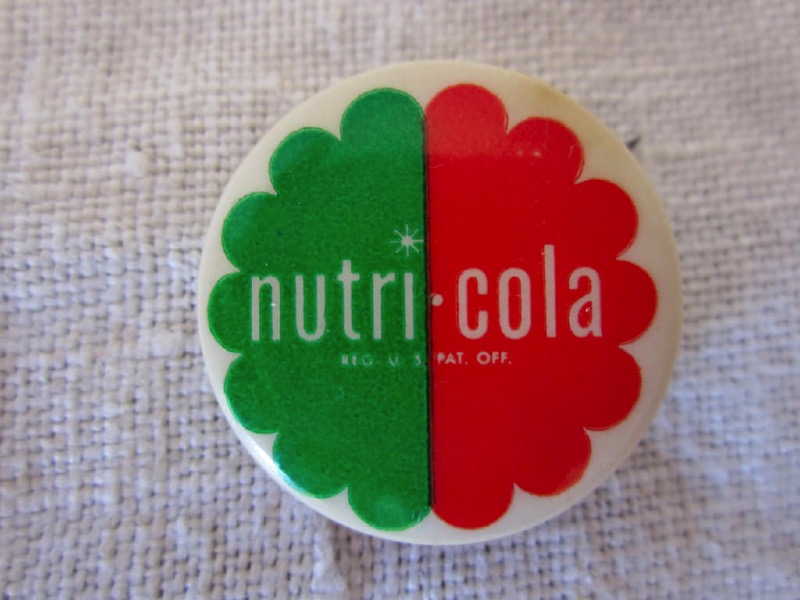 nutri·cola
REG. U. S. PAT. OFF.